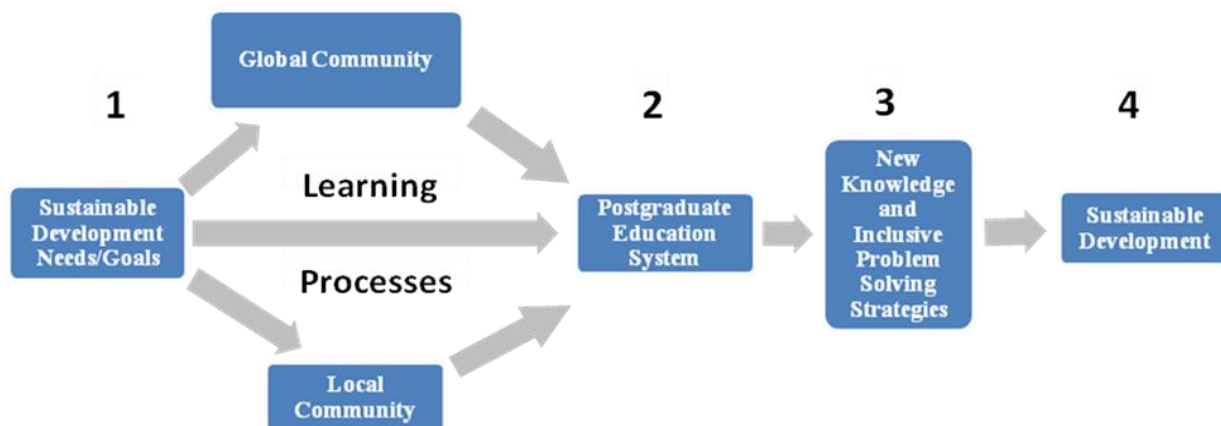 Global Community
1
2
3
4
Learning
Processes
Sustainable
Development
Needs/Goals
Postgraduate
Education
System
New
Knowledge
and
Inclusive
Problem
Solving
Strategies
Sustainable
Development
Local
Community